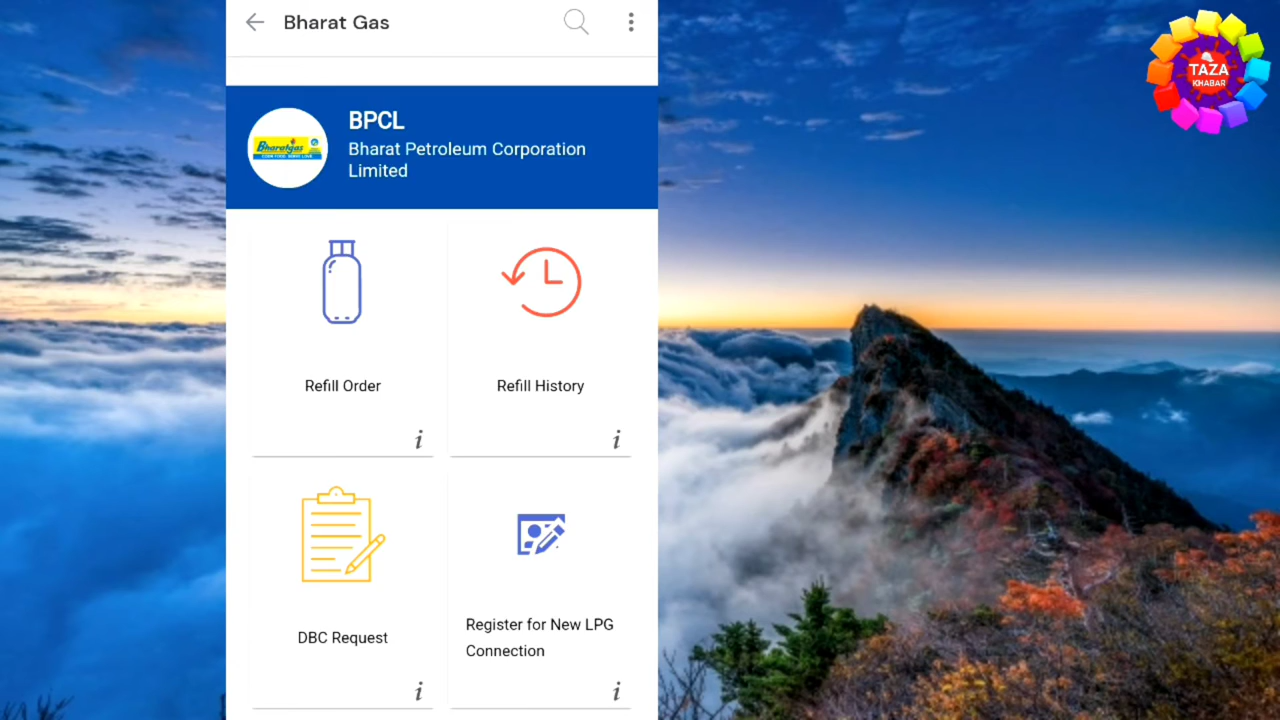 Bharat Gas
TAZA
KHABAR
BPCL
Bharatgas
Bharat Petroleum Corporation
Limited
Refill Order
Refill History
i
i
DBC Request
Register for New LPG
Connection
i
i